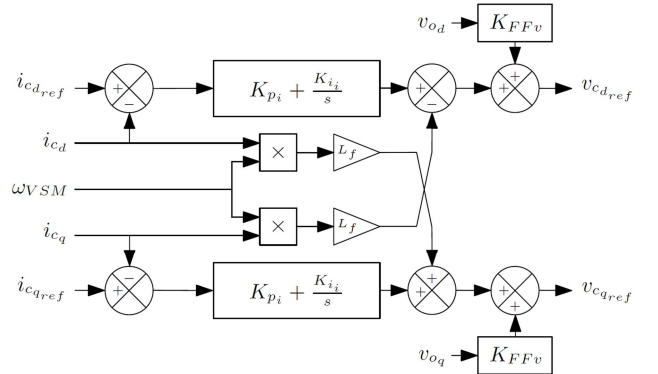 v_{o_d} K_{FFv}
i_{c_{d_{ref}}} + − K_{p_i} + \frac{K_{i_i}}{s} + − + + v_{c_{d_{ref}}}
i_{c_d} × L_f
ω_{VSM}
i_{c_q} × L_f
i_{c_{q_{ref}}} + − K_{p_i} + \frac{K_{i_i}}{s} + + + + v_{c_{q_{ref}}}
v_{o_q} K_{FFv}